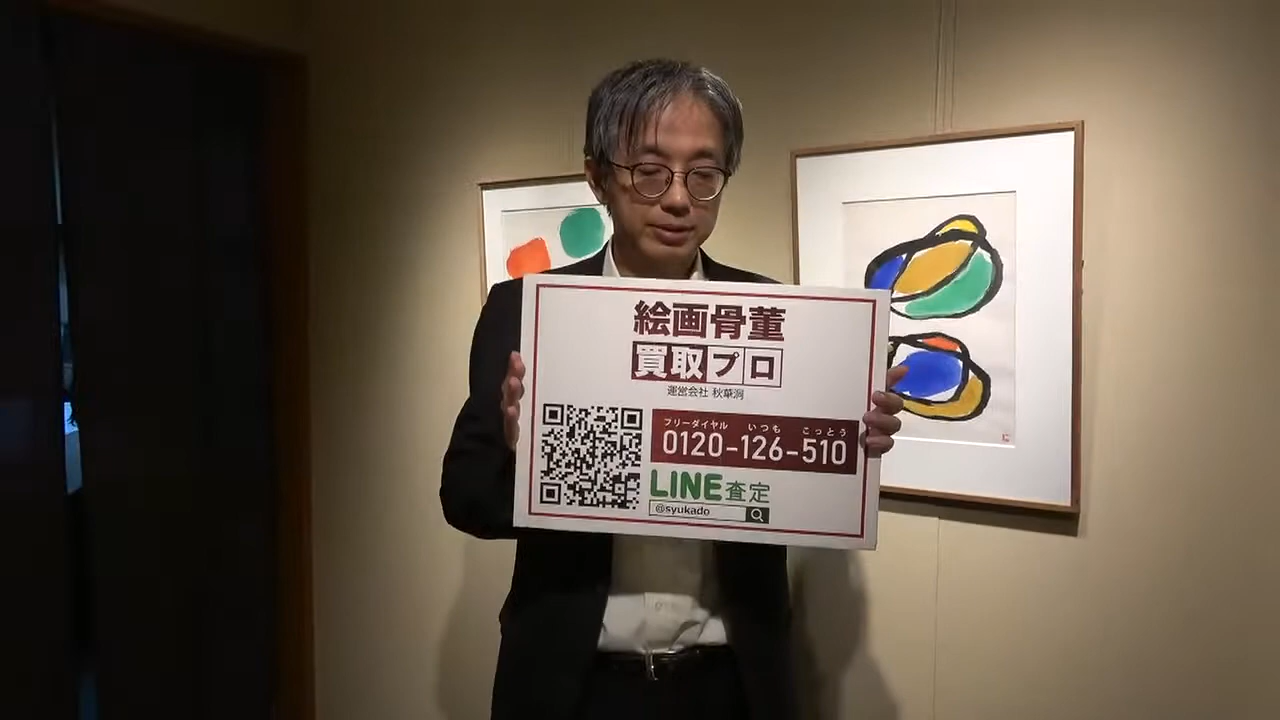 絵画骨董
買取プロ
運営会社 秋華洞
フリーダイヤル いつも こっとう
0120-126-510
LINE査定
@syukado